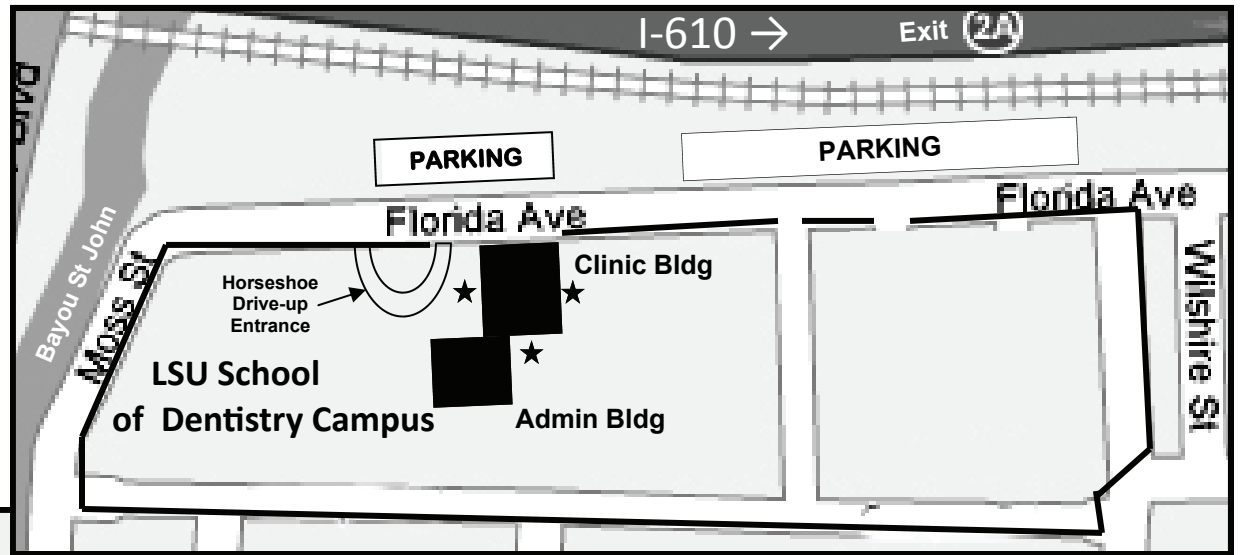 I-610 → Exit 2A
PARKING
PARKING
Florida Ave
Florida Ave
Bayou St John
Moss St
Horseshoe
Drive-up
Entrance
Clinic Bldg
Wilshire St
LSU School
of Dentistry Campus
Admin Bldg